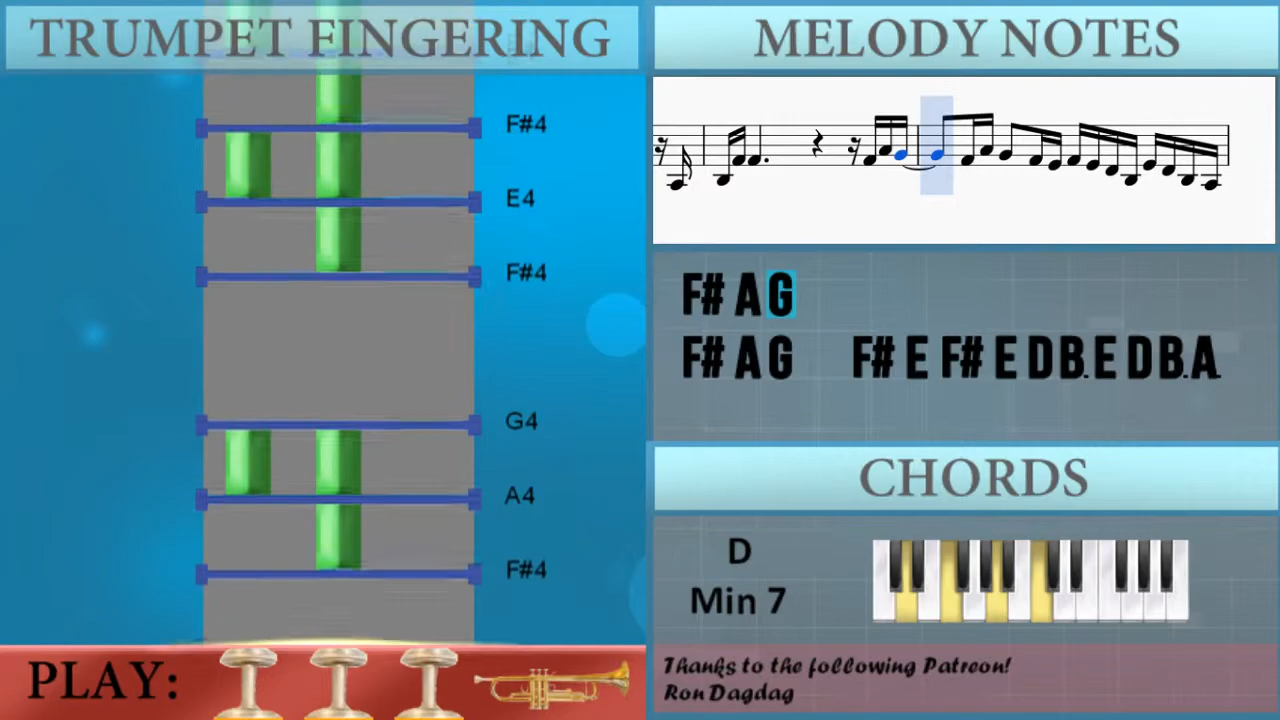 TRUMPET FINGERING
F#4
E4
F#4
G4
A4
F#4
PLAY:
MELODY NOTES
F# A G
F# A G F# E F# E D B. E D B. A.
CHORDS
D
Min 7
Thanks to the following Patreon!
Ron Dagdag